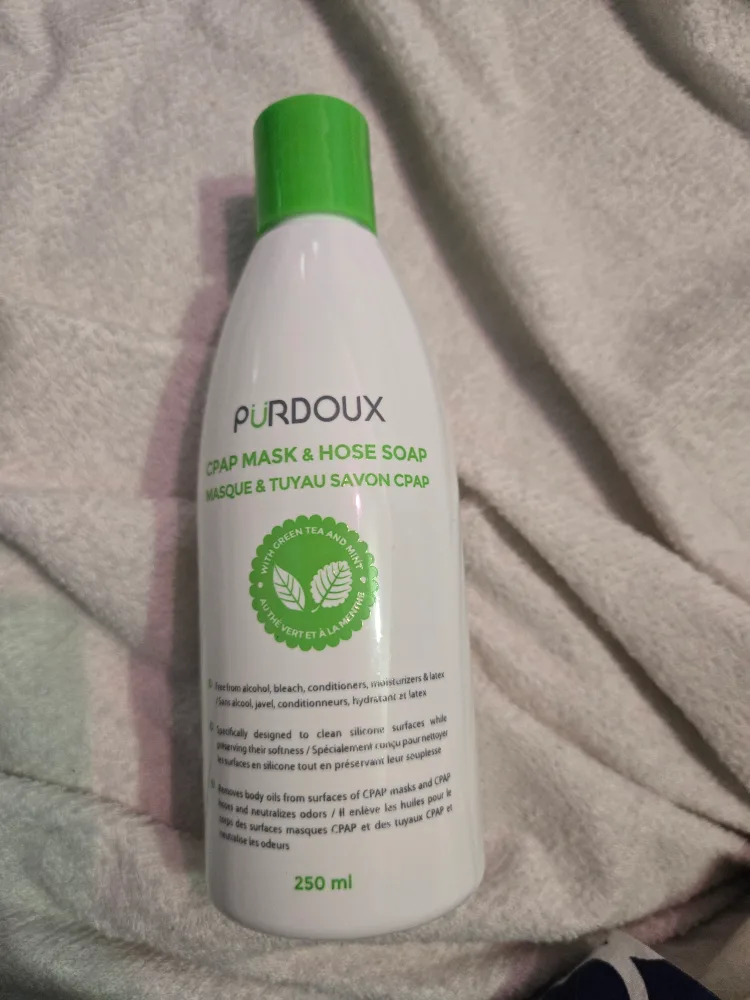 PÜRDOUX
CPAP MASK & HOSE SOAP
MASQUE & TUYAU SAVON CPAP
WITH GREEN TEA AND MINT
AU THÉ VERT ET À LA MENTHE
Free from alcohol, bleach, conditioners, moisturizers & latex
/ Sans alcool, javel, conditionneurs, hydratant et latex
Specifically designed to clean silicone surfaces while
preserving their softness / Spécialement conçu pour nettoyer
les surfaces en silicone tout en préservant leur souplesse
Removes body oils from surfaces of CPAP masks and CPAP
hoses and neutralizes odors / Il enlève les huiles pour le
corps des surfaces masques CPAP et des tuyaux CPAP et
neutralise les odeurs
250 ml